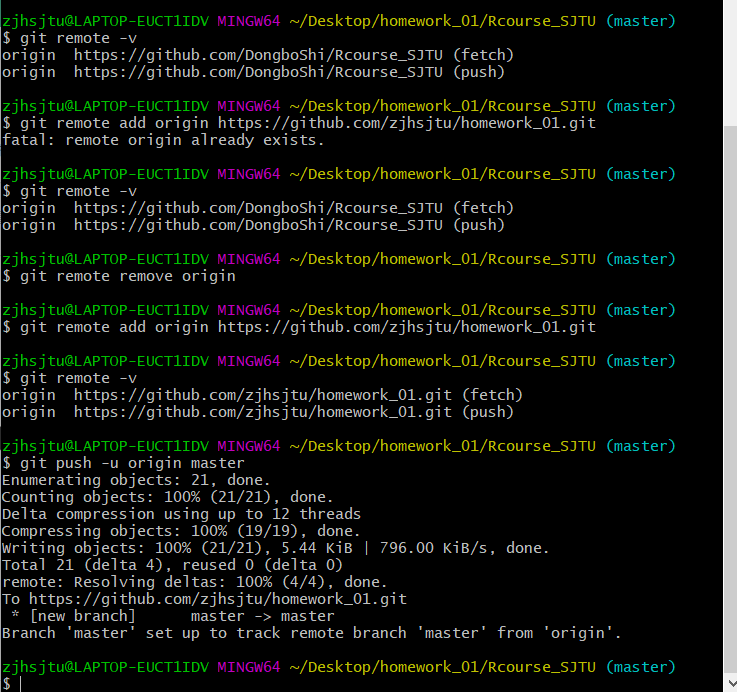 zjhsjtu@LAPTOP-EUCT1IDV MINGW64 ~/Desktop/homework_01/Rcourse_SJTU (master)
$ git remote -v
origin  https://github.com/DongboShi/Rcourse_SJTU (fetch)
origin  https://github.com/DongboShi/Rcourse_SJTU (push)
zjhsjtu@LAPTOP-EUCT1IDV MINGW64 ~/Desktop/homework_01/Rcourse_SJTU (master)
$ git remote add origin https://github.com/zjhsjtu/homework_01.git
fatal: remote origin already exists.
zjhsjtu@LAPTOP-EUCT1IDV MINGW64 ~/Desktop/homework_01/Rcourse_SJTU (master)
$ git remote -v
origin  https://github.com/DongboShi/Rcourse_SJTU (fetch)
origin  https://github.com/DongboShi/Rcourse_SJTU (push)
zjhsjtu@LAPTOP-EUCT1IDV MINGW64 ~/Desktop/homework_01/Rcourse_SJTU (master)
$ git remote remove origin
zjhsjtu@LAPTOP-EUCT1IDV MINGW64 ~/Desktop/homework_01/Rcourse_SJTU (master)
$ git remote add origin https://github.com/zjhsjtu/homework_01.git
zjhsjtu@LAPTOP-EUCT1IDV MINGW64 ~/Desktop/homework_01/Rcourse_SJTU (master)
$ git remote -v
origin  https://github.com/zjhsjtu/homework_01.git (fetch)
origin  https://github.com/zjhsjtu/homework_01.git (push)
zjhsjtu@LAPTOP-EUCT1IDV MINGW64 ~/Desktop/homework_01/Rcourse_SJTU (master)
$ git push -u origin master
Enumerating objects: 21, done.
Counting objects: 100% (21/21), done.
Delta compression using up to 12 threads
Compressing objects: 100% (19/19), done.
Writing objects: 100% (21/21), 5.44 KiB | 796.00 KiB/s, done.
Total 21 (delta 4), reused 0 (delta 0)
remote: Resolving deltas: 100% (4/4), done.
To https://github.com/zjhsjtu/homework_01.git
 * [new branch]      master -> master
Branch 'master' set up to track remote branch 'master' from 'origin'.
zjhsjtu@LAPTOP-EUCT1IDV MINGW64 ~/Desktop/homework_01/Rcourse_SJTU (master)
$